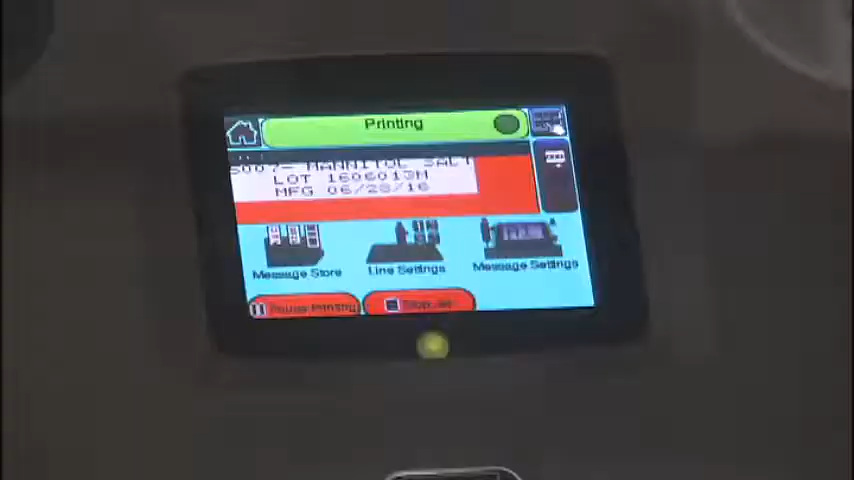 Printing
S007- MANNITOL SALT
LOT 1606013M
MFG 06/28/16
Message Store
Line Settings
Message Settings
Pause Printing
Stop Jet